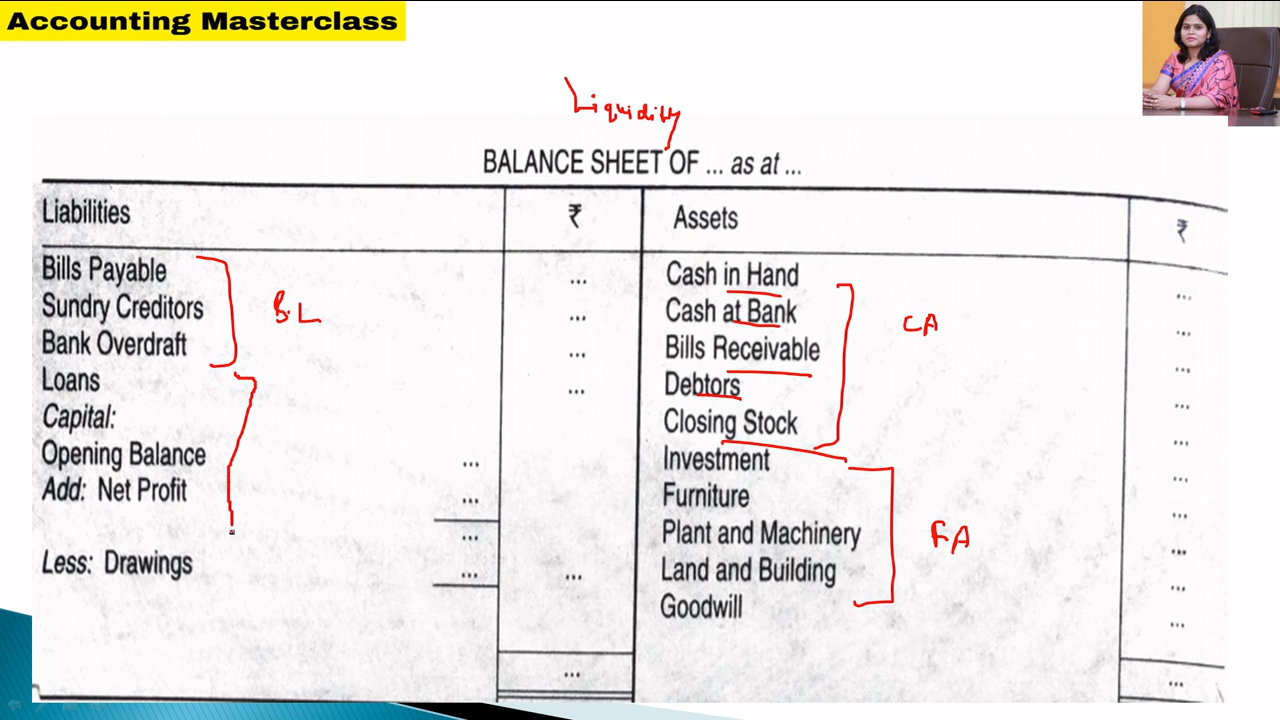 Accounting Masterclass
Liquidity
BALANCE SHEET OF ... as at ...
Liabilities ₹ Assets ₹
Bills Payable ... Cash in Hand ...
Sundry Creditors ... Cash at Bank ...
Bank Overdraft ... Bills Receivable ...
Loans ... Debtors ...
Capital: Closing Stock ...
Opening Balance ... Investment ...
Add: Net Profit ... Furniture ...
... Plant and Machinery ...
Less: Drawings ... ... Land and Building ...
Goodwill ...
... ...
CA
FA